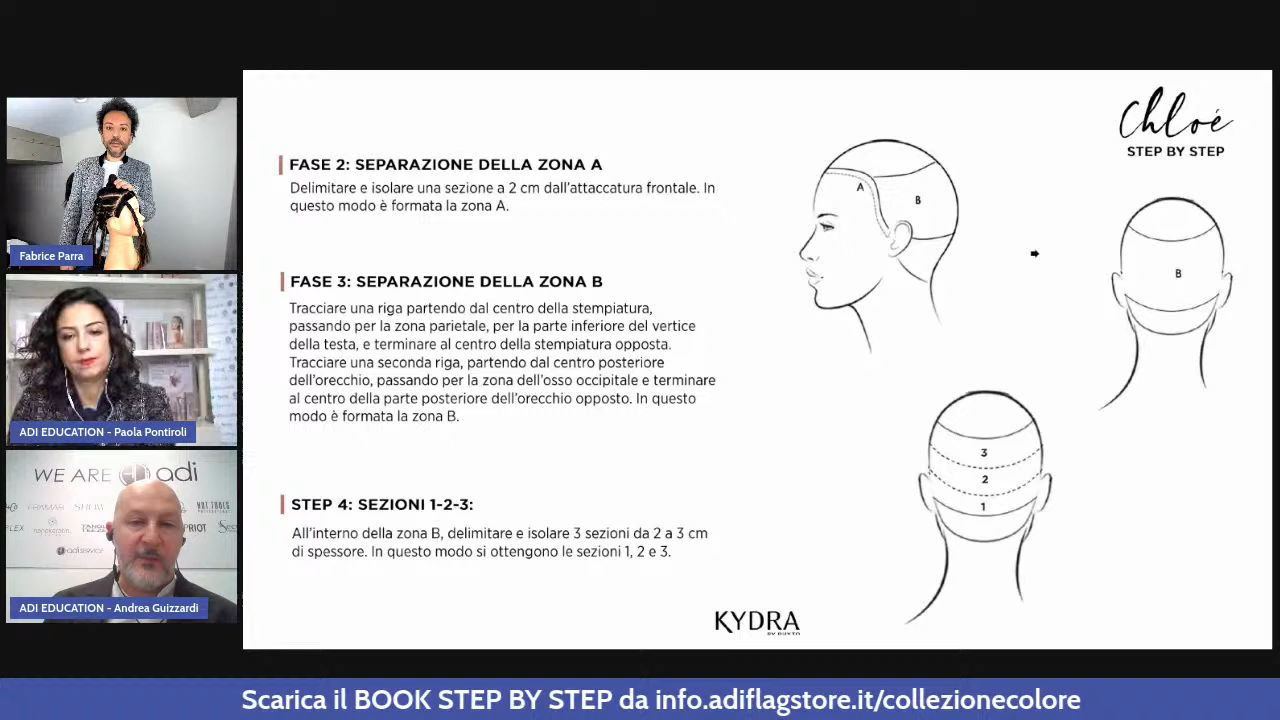 Fabrice Parra
ADI EDUCATION - Paola Pontiroli
WE ARE adi
FRAMAR
HOT TOOLS
PRIOT
adiservice
ADI EDUCATION - Andrea Guizzardi
Chloé
STEP BY STEP
FASE 2: SEPARAZIONE DELLA ZONA A
Delimitare e isolare una sezione a 2 cm dall'attaccatura frontale. In
questo modo è formata la zona A.
FASE 3: SEPARAZIONE DELLA ZONA B
Tracciare una riga partendo dal centro della stempiatura,
passando per la zona parietale, per la parte inferiore del vertice
della testa, e terminare al centro della stempiatura opposta.
Tracciare una seconda riga, partendo dal centro posteriore
dell'orecchio, passando per la zona dell'osso occipitale e terminare
al centro della parte posteriore dell'orecchio opposto. In questo
modo è formata la zona B.
STEP 4: SEZIONI 1-2-3:
All'interno della zona B, delimitare e isolare 3 sezioni da 2 a 3 cm
di spessore. In questo modo si ottengono le sezioni 1, 2 e 3.
A
B
B
3
2
1
KYDRA
Scarica il BOOK STEP BY STEP da info.adiflagstore.it/collezionecolore